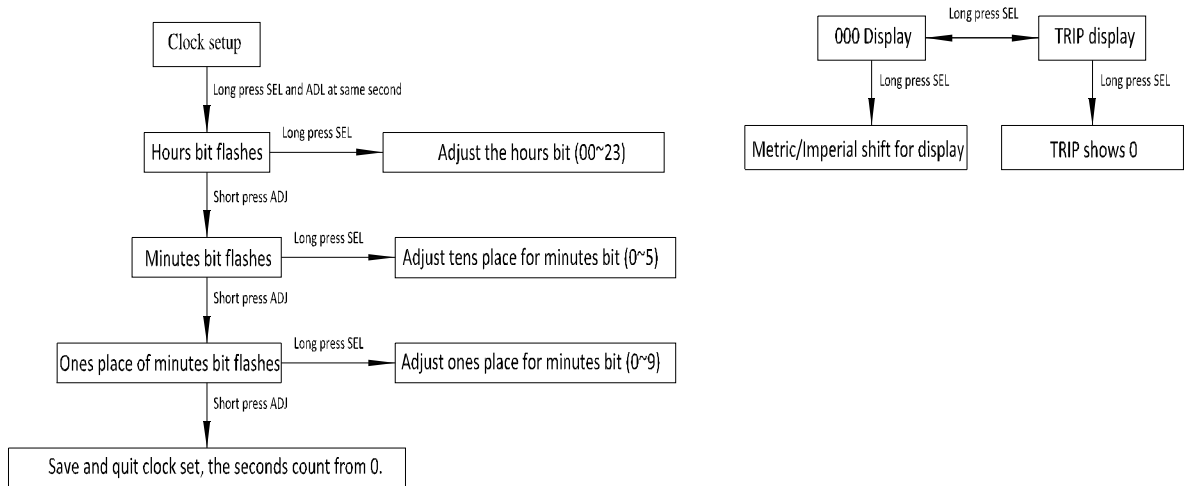 Clock setup
Long press SEL and ADL at same second
Hours bit flashes
Long press SEL
Adjust the hours bit (00~23)
Short press ADJ
Minutes bit flashes
Long press SEL
Adjust tens place for minutes bit (0~5)
Short press ADJ
Ones place of minutes bit flashes
Long press SEL
Adjust ones place for minutes bit (0~9)
Short press ADJ
Save and quit clock set, the seconds count from 0.
000 Display
Long press SEL
TRIP display
Long press SEL
Long press SEL
Metric/Imperial shift for display
TRIP shows 0